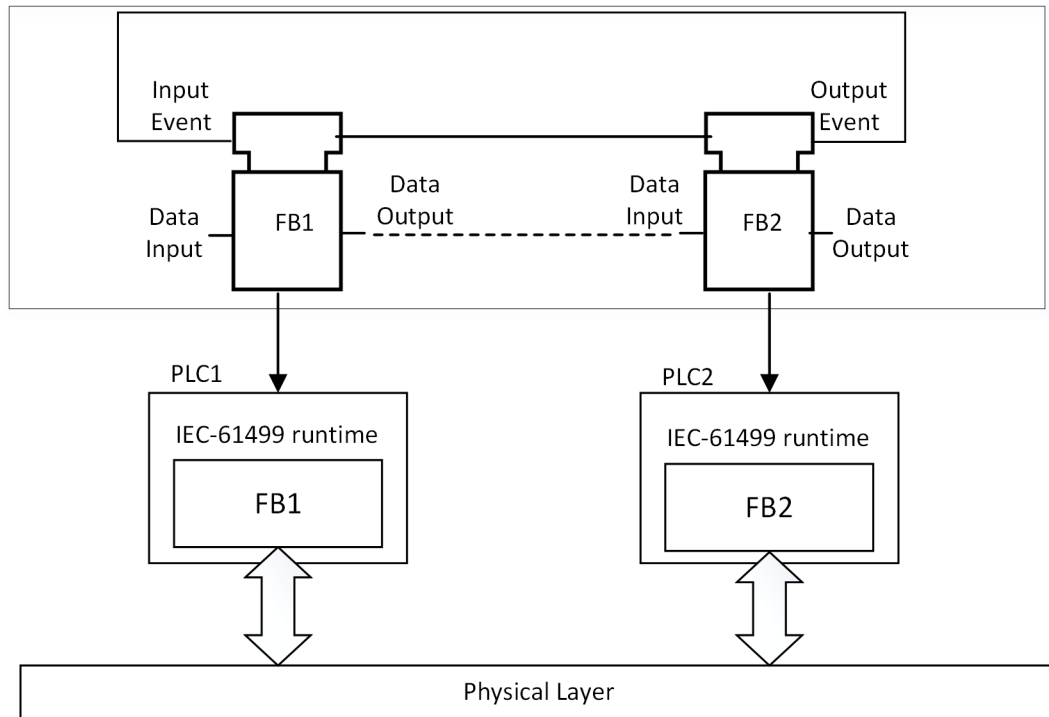 Input
Event
Output
Event
Data
Output
Data
Input
Data
Input
FB1
FB2
Data
Output
PLC1
PLC2
IEC-61499 runtime
IEC-61499 runtime
FB1
FB2
Physical Layer